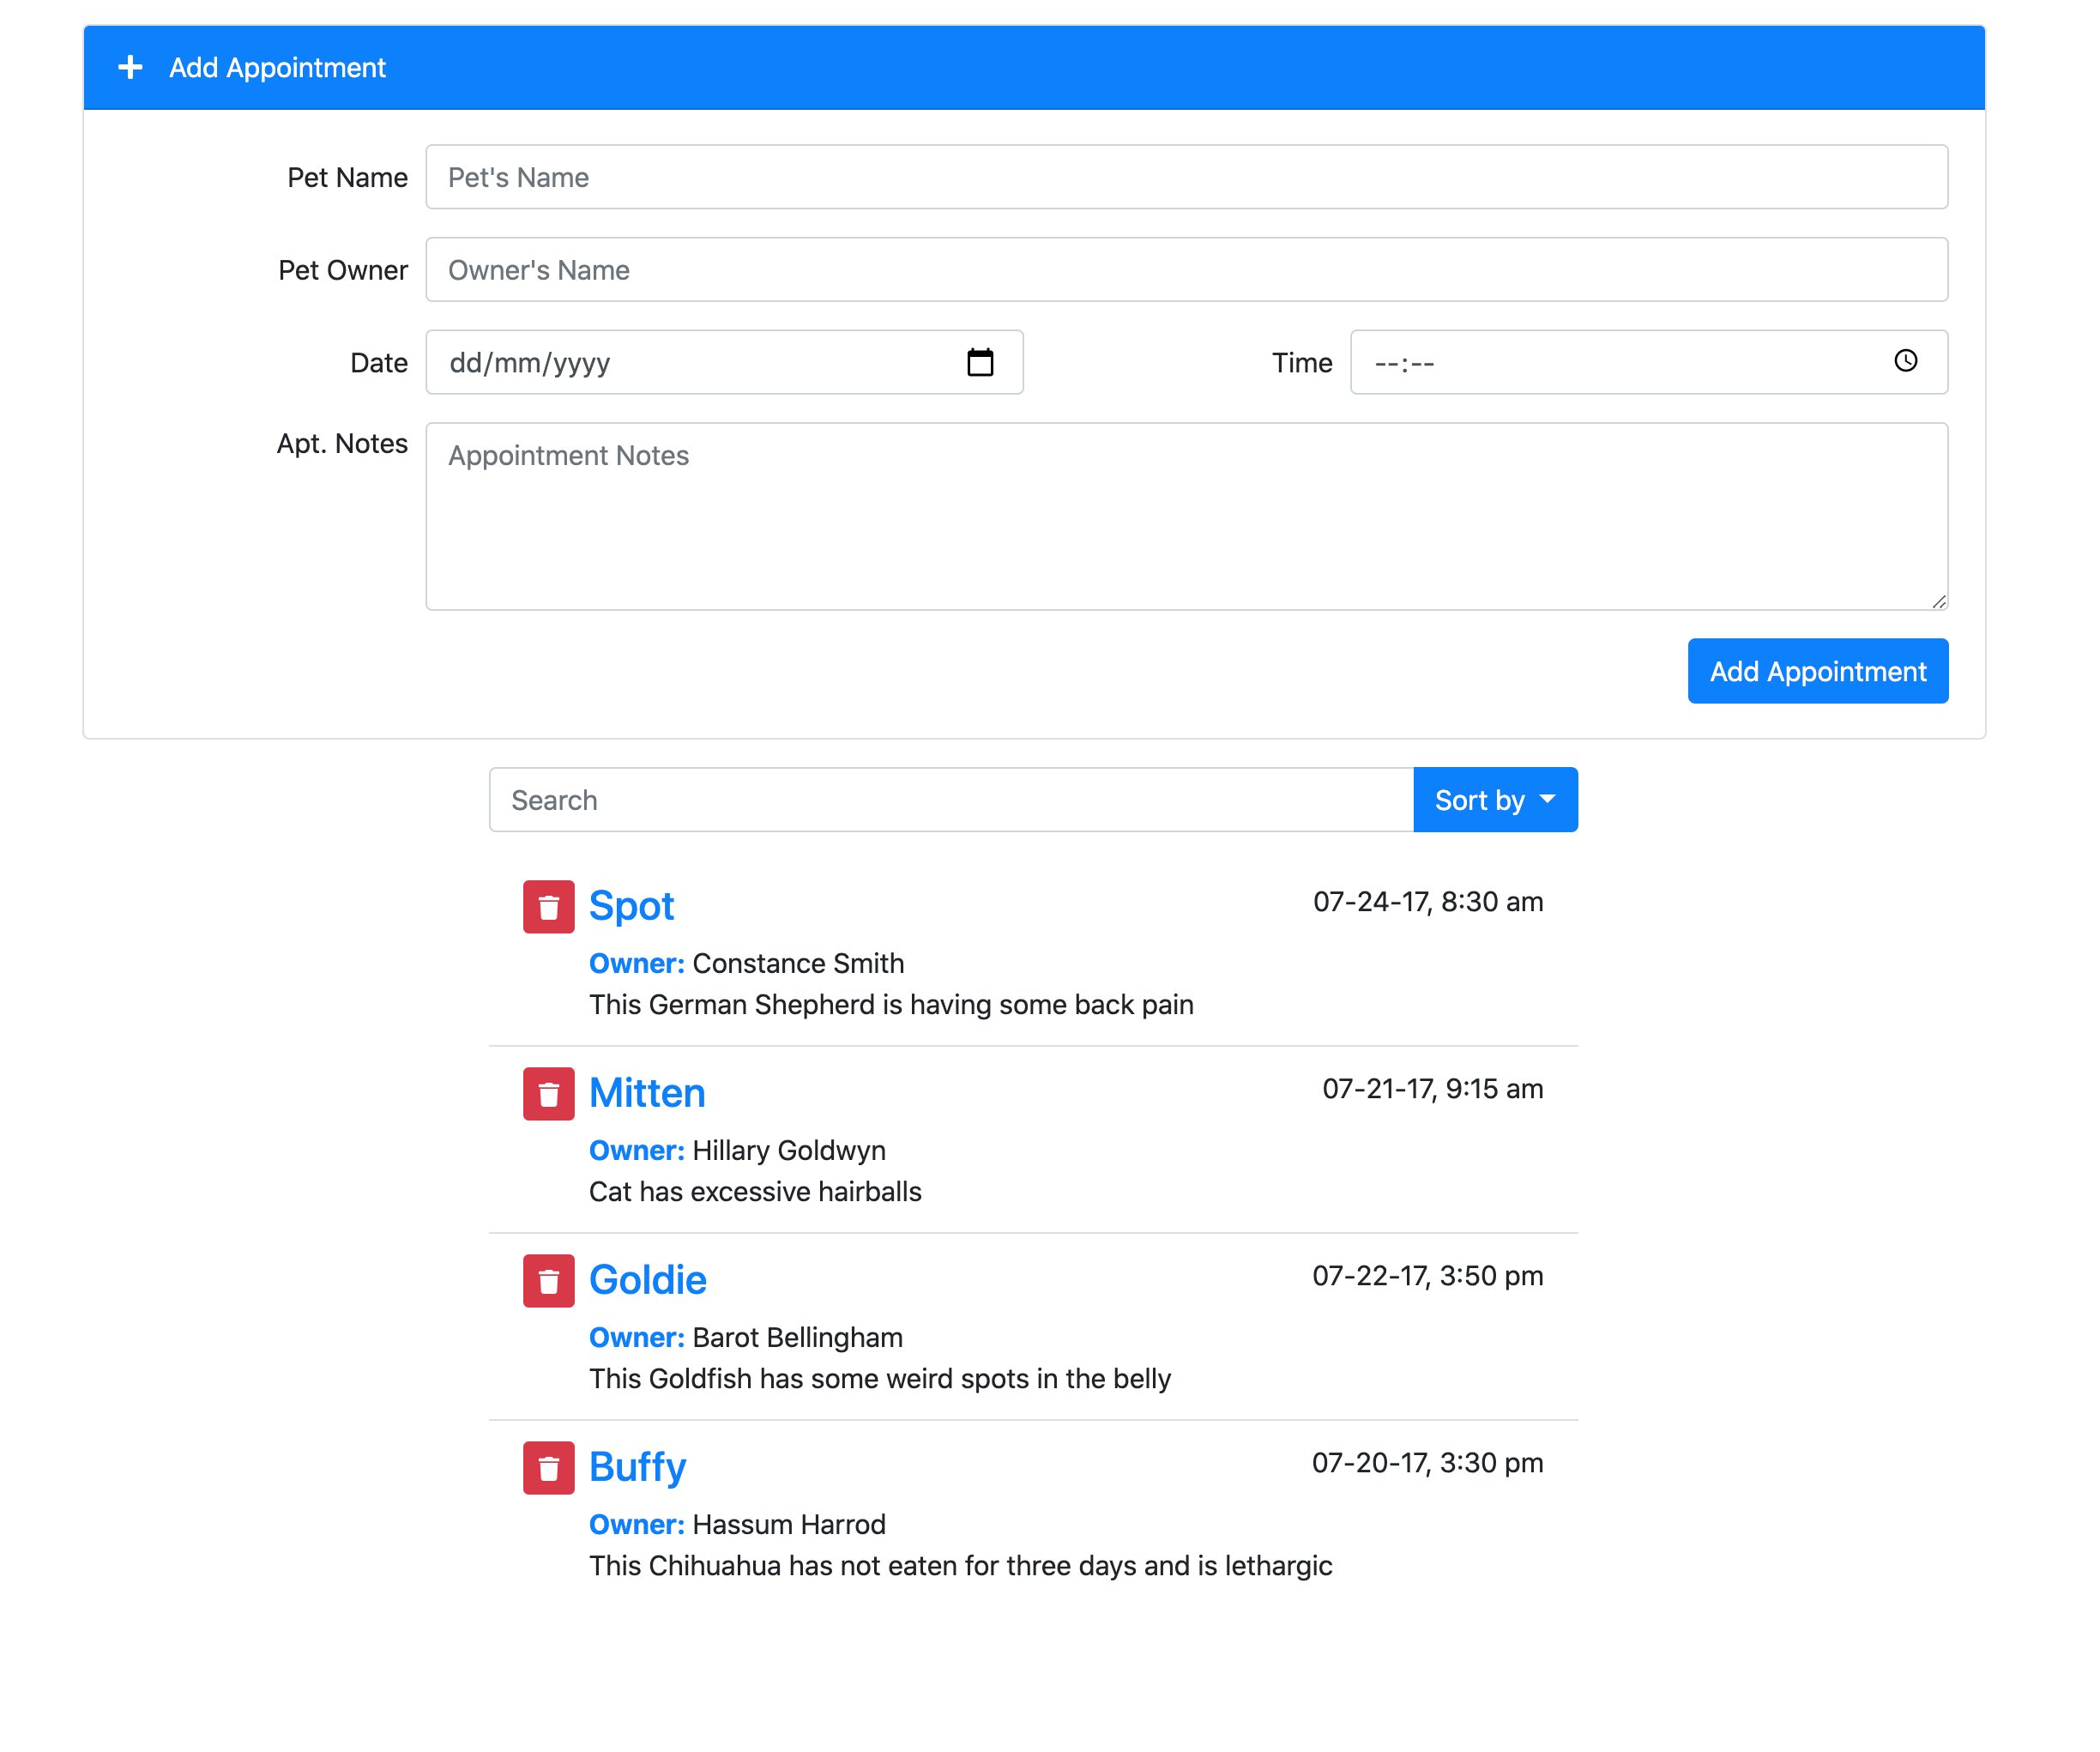 Add Appointment
Pet Name Pet's Name
Pet Owner Owner's Name
Date dd/mm/yyyy Time --:--
Apt. Notes Appointment Notes
Add Appointment
Search Sort by
Spot 07-24-17, 8:30 am
Owner: Constance Smith
This German Shepherd is having some back pain
Mitten 07-21-17, 9:15 am
Owner: Hillary Goldwyn
Cat has excessive hairballs
Goldie 07-22-17, 3:50 pm
Owner: Barot Bellingham
This Goldfish has some weird spots in the belly
Buffy 07-20-17, 3:30 pm
Owner: Hassum Harrod
This Chihuahua has not eaten for three days and is lethargic